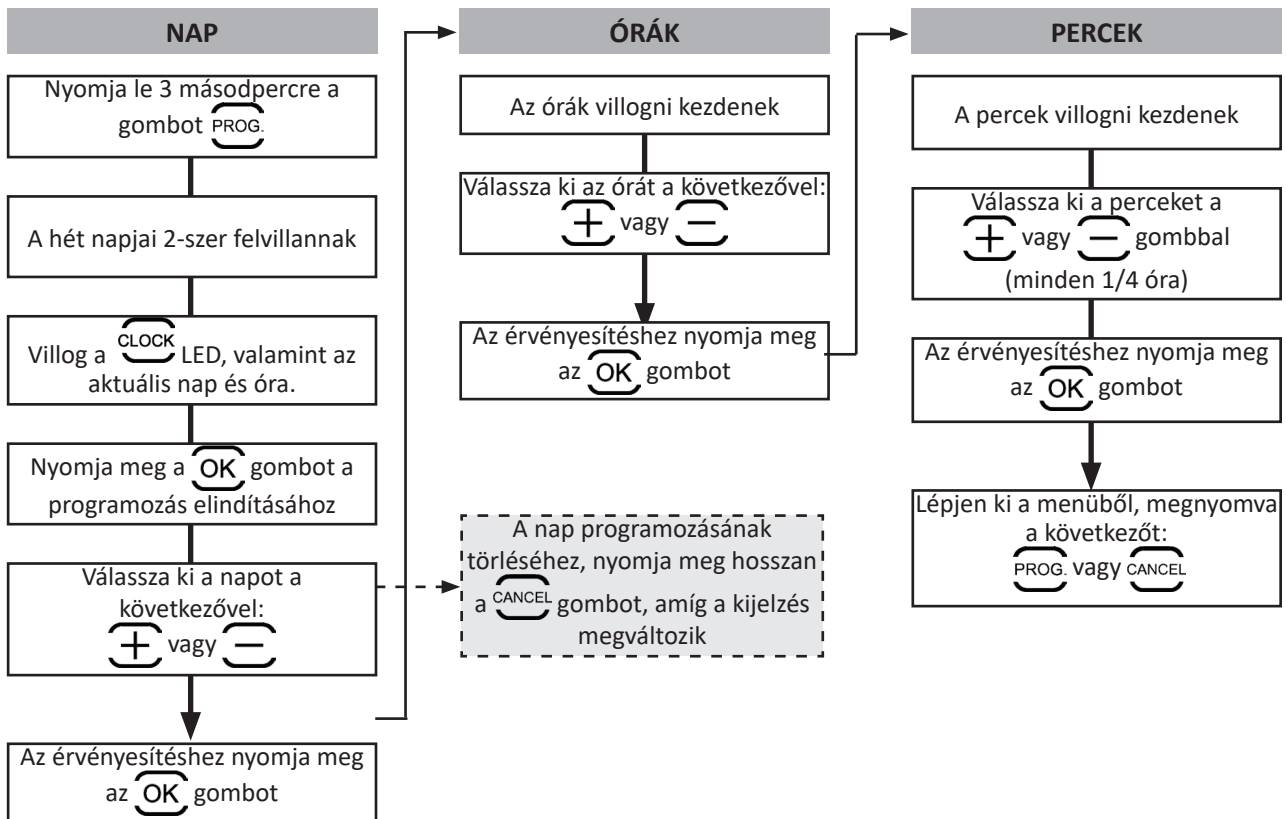 NAP
Nyomja le 3 másodpercre a
gombot PROG.
A hét napjai 2-szer felvillannak
Villog a CLOCK LED, valamint az
aktuális nap és óra.
Nyomja meg a OK gombot a
programozás elindításához
Válassza ki a napot a
következővel:
+ vagy −
Az érvényesítéshez nyomja meg
az OK gombot
ÓRÁK
Az órák villogni kezdenek
Válassza ki az órát a következővel:
+ vagy −
Az érvényesítéshez nyomja meg
az OK gombot
A nap programozásának
törléséhez, nyomja meg hosszan
a CANCEL gombot, amíg a kijelzés
megváltozik
PERCEK
A percek villogni kezdenek
Válassza ki a perceket a
+ vagy − gombbal
(minden 1/4 óra)
Az érvényesítéshez nyomja meg
az OK gombot
Lépjen ki a menüből, megnyomva
a következőt:
PROG. vagy CANCEL